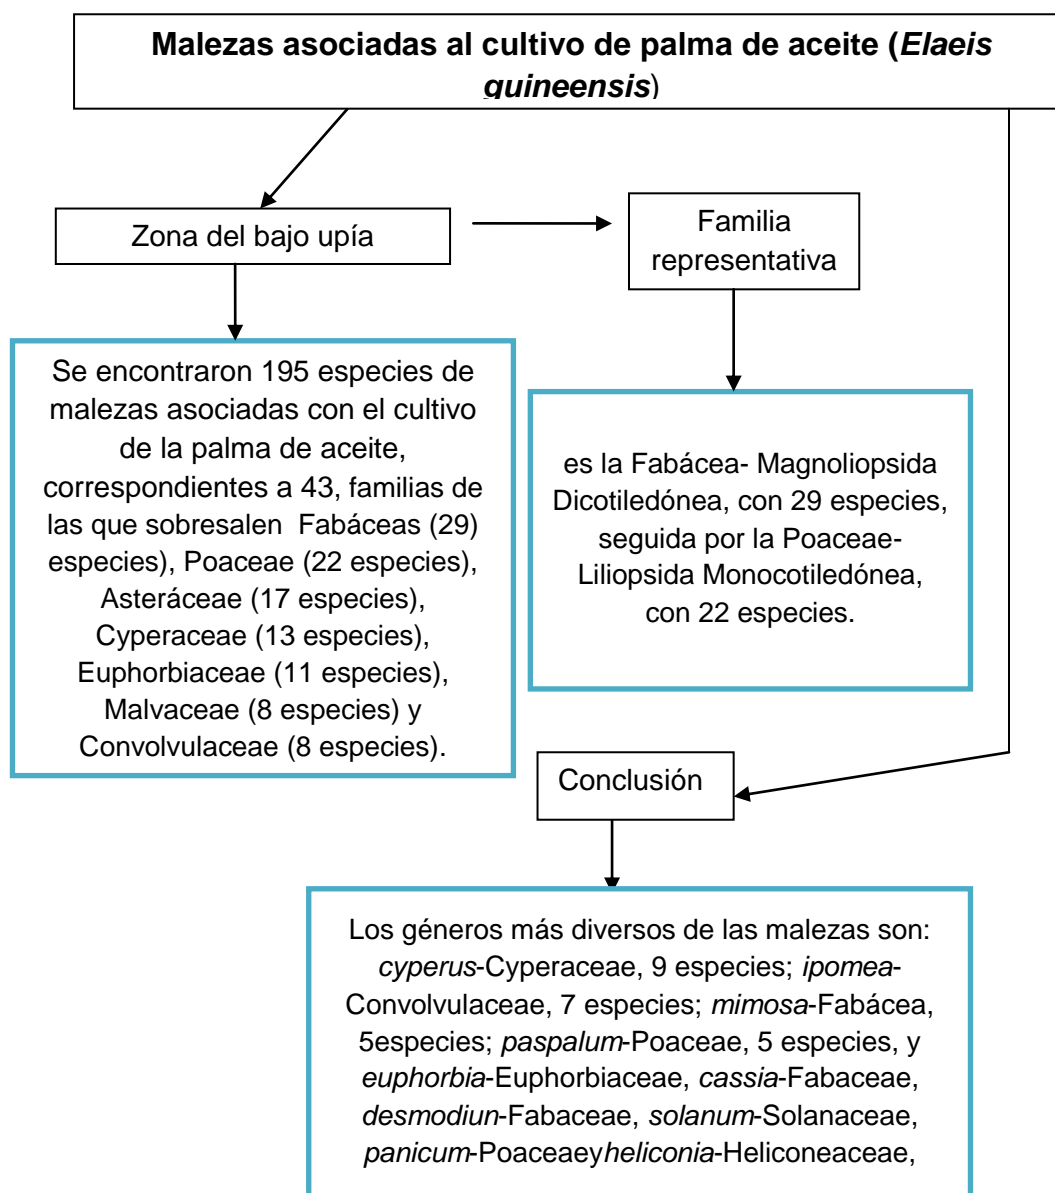 Malezas asociadas al cultivo de palma de aceite (Elaeis
guineensis)
Zona del bajo upía
Familia
representativa
Se encontraron 195 especies de
malezas asociadas con el cultivo
de la palma de aceite,
correspondientes a 43, familias de
las que sobresalen Fabáceas (29)
especies), Poaceae (22 especies),
Asteráceae (17 especies),
Cyperaceae (13 especies),
Euphorbiaceae (11 especies),
Malvaceae (8 especies) y
Convolvulaceae (8 especies).
es la Fabácea- Magnoliopsida
Dicotiledónea, con 29 especies,
seguida por la Poaceae-
Liliopsida Monocotiledónea,
con 22 especies.
Conclusión
Los géneros más diversos de las malezas son:
cyperus-Cyperaceae, 9 especies; ipomea-
Convolvulaceae, 7 especies; mimosa-Fabácea,
5especies; paspalum-Poaceae, 5 especies, y
euphorbia-Euphorbiaceae, cassia-Fabaceae,
desmodiun-Fabaceae, solanum-Solanaceae,
panicum-Poaceaeyheliconia-Heliconeaceae,